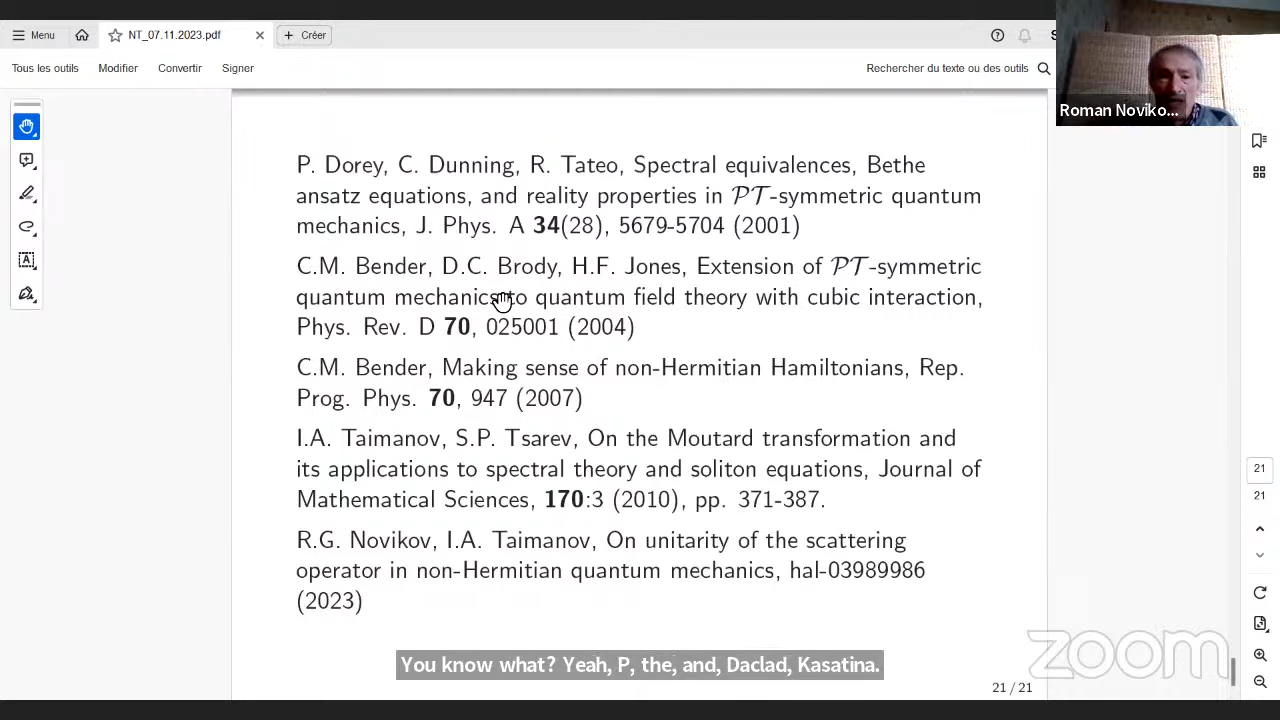 Menu
NT_07.11.2023.pdf
Créer
Tous les outils Modifier Convertir Signer
Rechercher du texte ou des outils
Roman Noviko...
P. Dorey, C. Dunning, R. Tateo, Spectral equivalences, Bethe
ansatz equations, and reality properties in 𝒫𝒯-symmetric quantum
mechanics, J. Phys. A 34(28), 5679-5704 (2001)
C.M. Bender, D.C. Brody, H.F. Jones, Extension of 𝒫𝒯-symmetric
quantum mechanics to quantum field theory with cubic interaction,
Phys. Rev. D 70, 025001 (2004)
C.M. Bender, Making sense of non-Hermitian Hamiltonians, Rep.
Prog. Phys. 70, 947 (2007)
I.A. Taimanov, S.P. Tsarev, On the Moutard transformation and
its applications to spectral theory and soliton equations, Journal of
Mathematical Sciences, 170:3 (2010), pp. 371-387.
R.G. Novikov, I.A. Taimanov, On unitarity of the scattering
operator in non-Hermitian quantum mechanics, hal-03989986
(2023)
21
21
You know what? Yeah, P, the, and, Daclad, Kasatina.
zoom
21 / 21